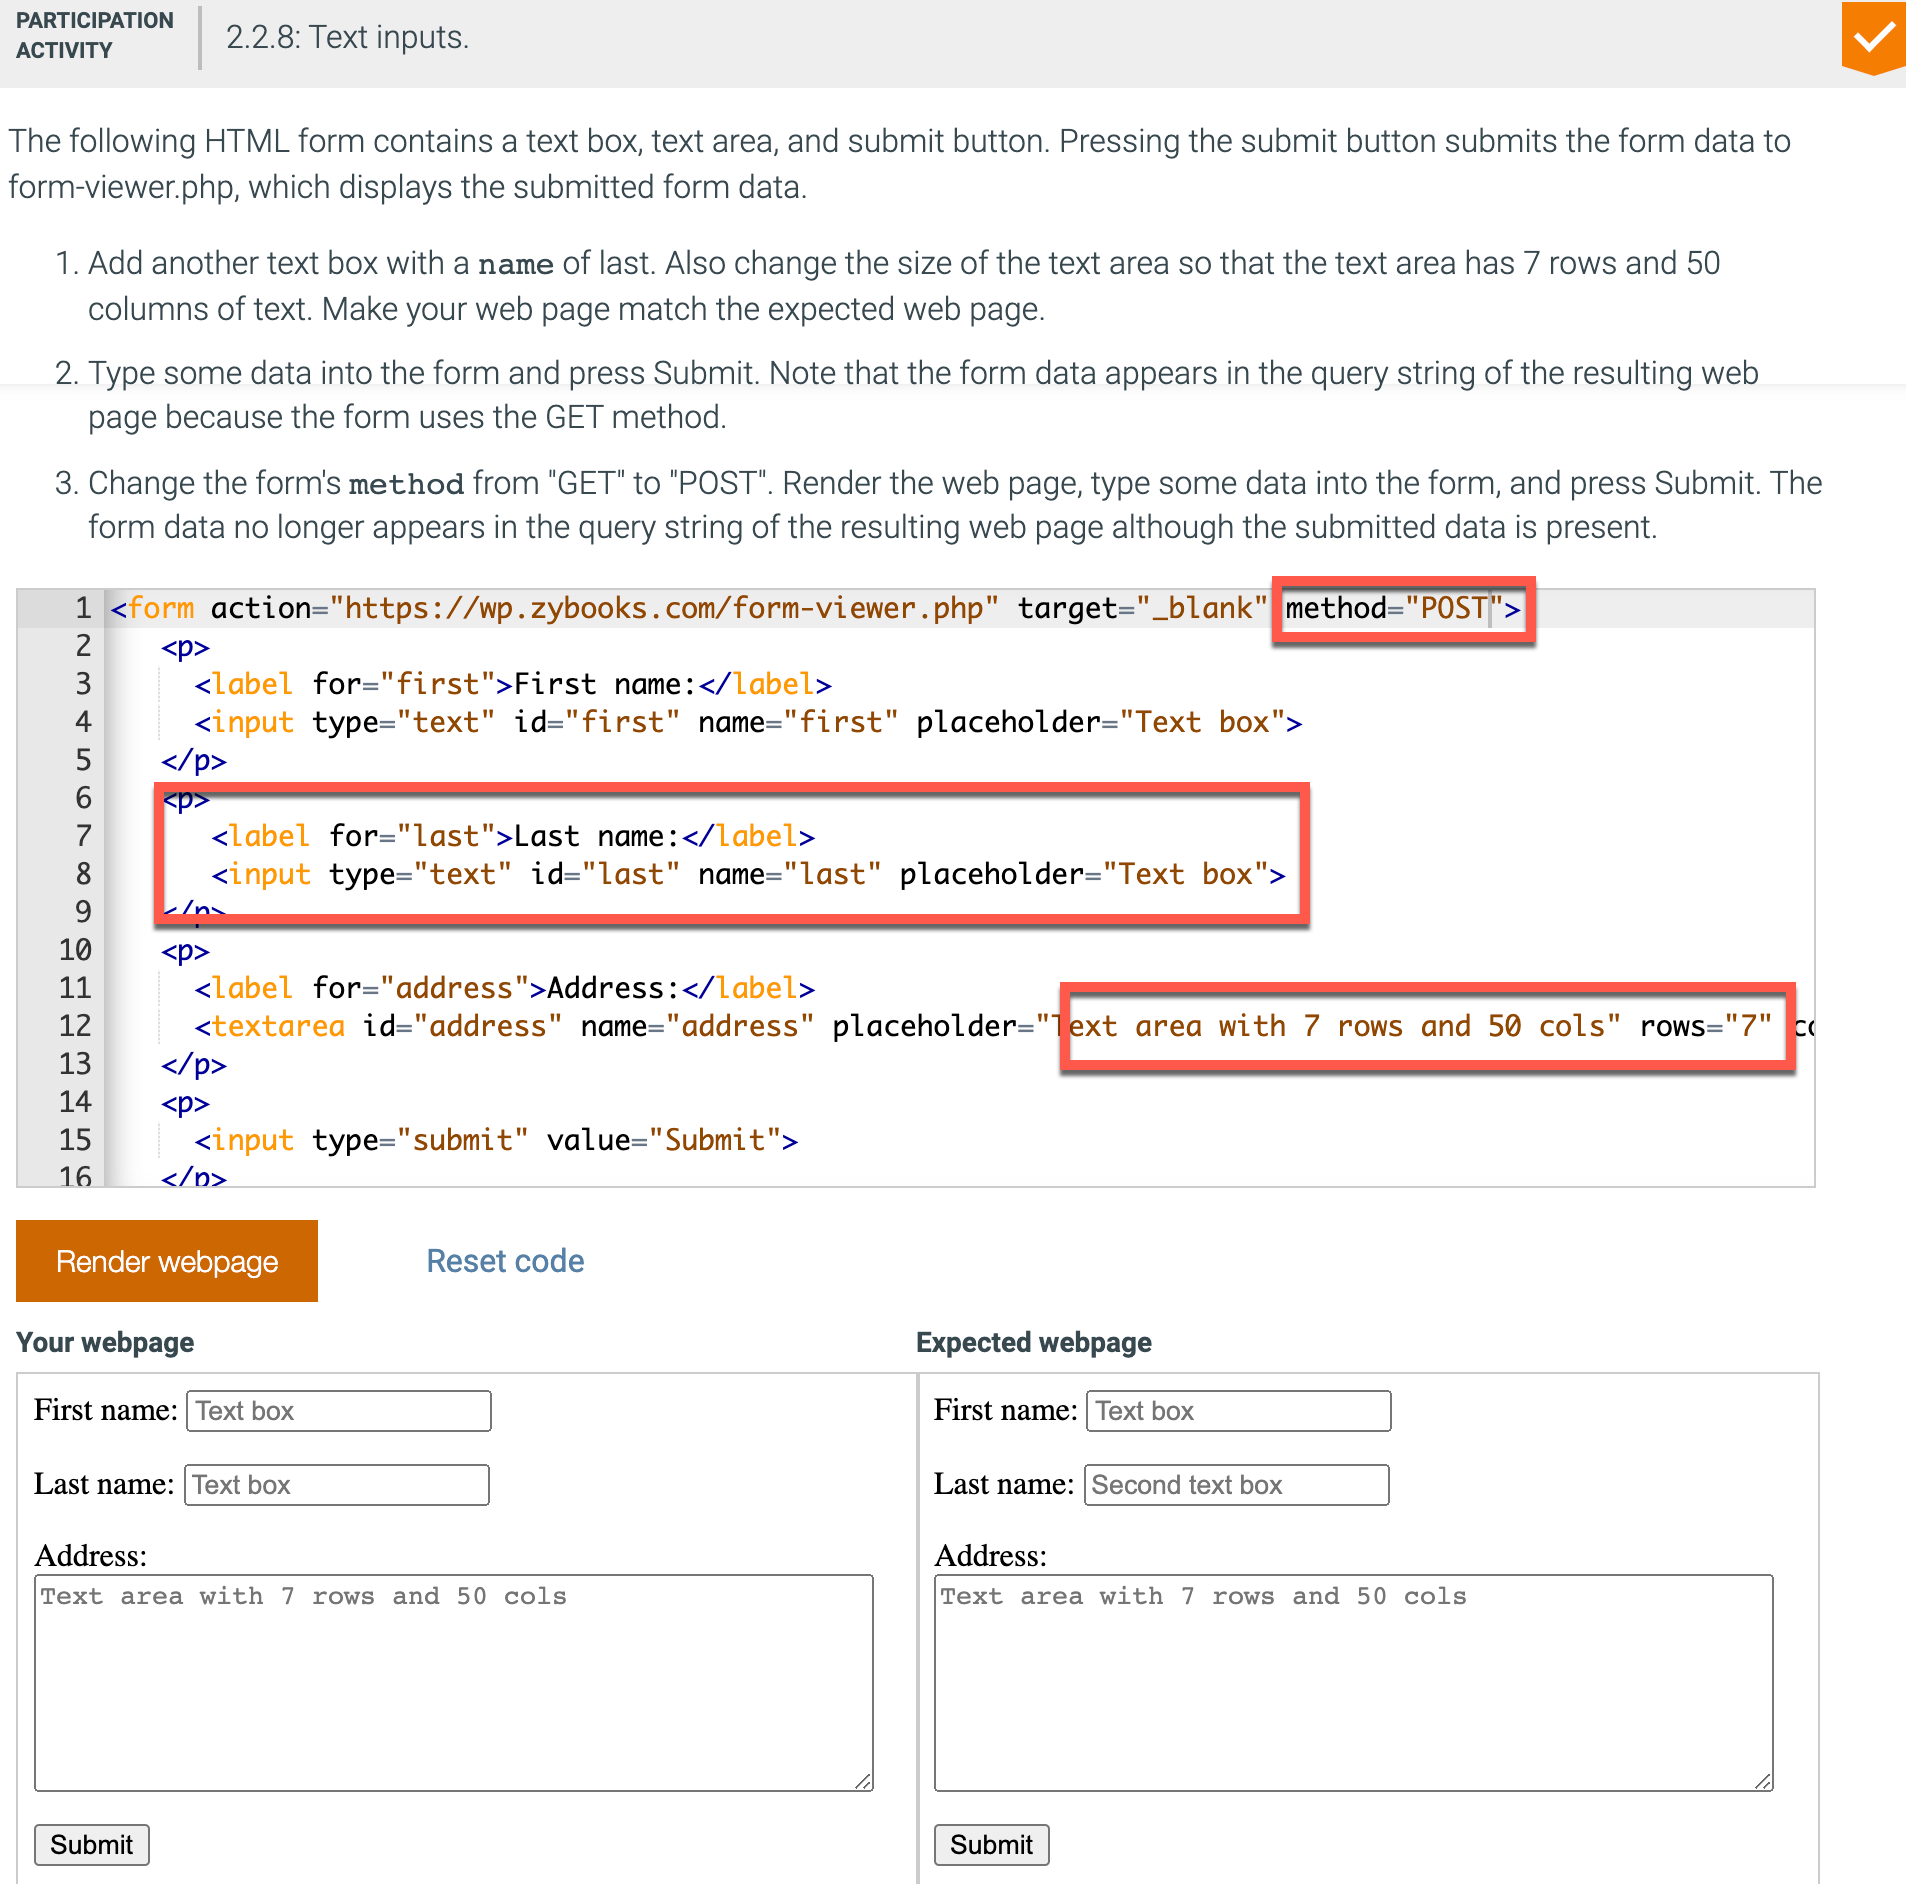 PARTICIPATION
ACTIVITY
2.2.8: Text inputs.
The following HTML form contains a text box, text area, and submit button. Pressing the submit button submits the form data to
form-viewer.php, which displays the submitted form data.
1. Add another text box with a name of last. Also change the size of the text area so that the text area has 7 rows and 50
columns of text. Make your web page match the expected web page.
2. Type some data into the form and press Submit. Note that the form data appears in the query string of the resulting web
page because the form uses the GET method.
3. Change the form's method from "GET" to "POST". Render the web page, type some data into the form, and press Submit. The
form data no longer appears in the query string of the resulting web page although the submitted data is present.
1 <form action="https://wp.zybooks.com/form-viewer.php" target="_blank" method="POST">
2 <p>
3 <label for="first">First name:</label>
4 <input type="text" id="first" name="first" placeholder="Text box">
5 </p>
6 <p>
7 <label for="last">Last name:</label>
8 <input type="text" id="last" name="last" placeholder="Text box">
9 </p>
10 <p>
11 <label for="address">Address:</label>
12 <textarea id="address" name="address" placeholder="Text area with 7 rows and 50 cols" rows="7"
13 </p>
14 <p>
15 <input type="submit" value="Submit">
16 </p>
Render webpage
Reset code
Your webpage
First name: Text box
Last name: Text box
Address:
Text area with 7 rows and 50 cols
Submit
Expected webpage
First name: Text box
Last name: Second text box
Address:
Text area with 7 rows and 50 cols
Submit